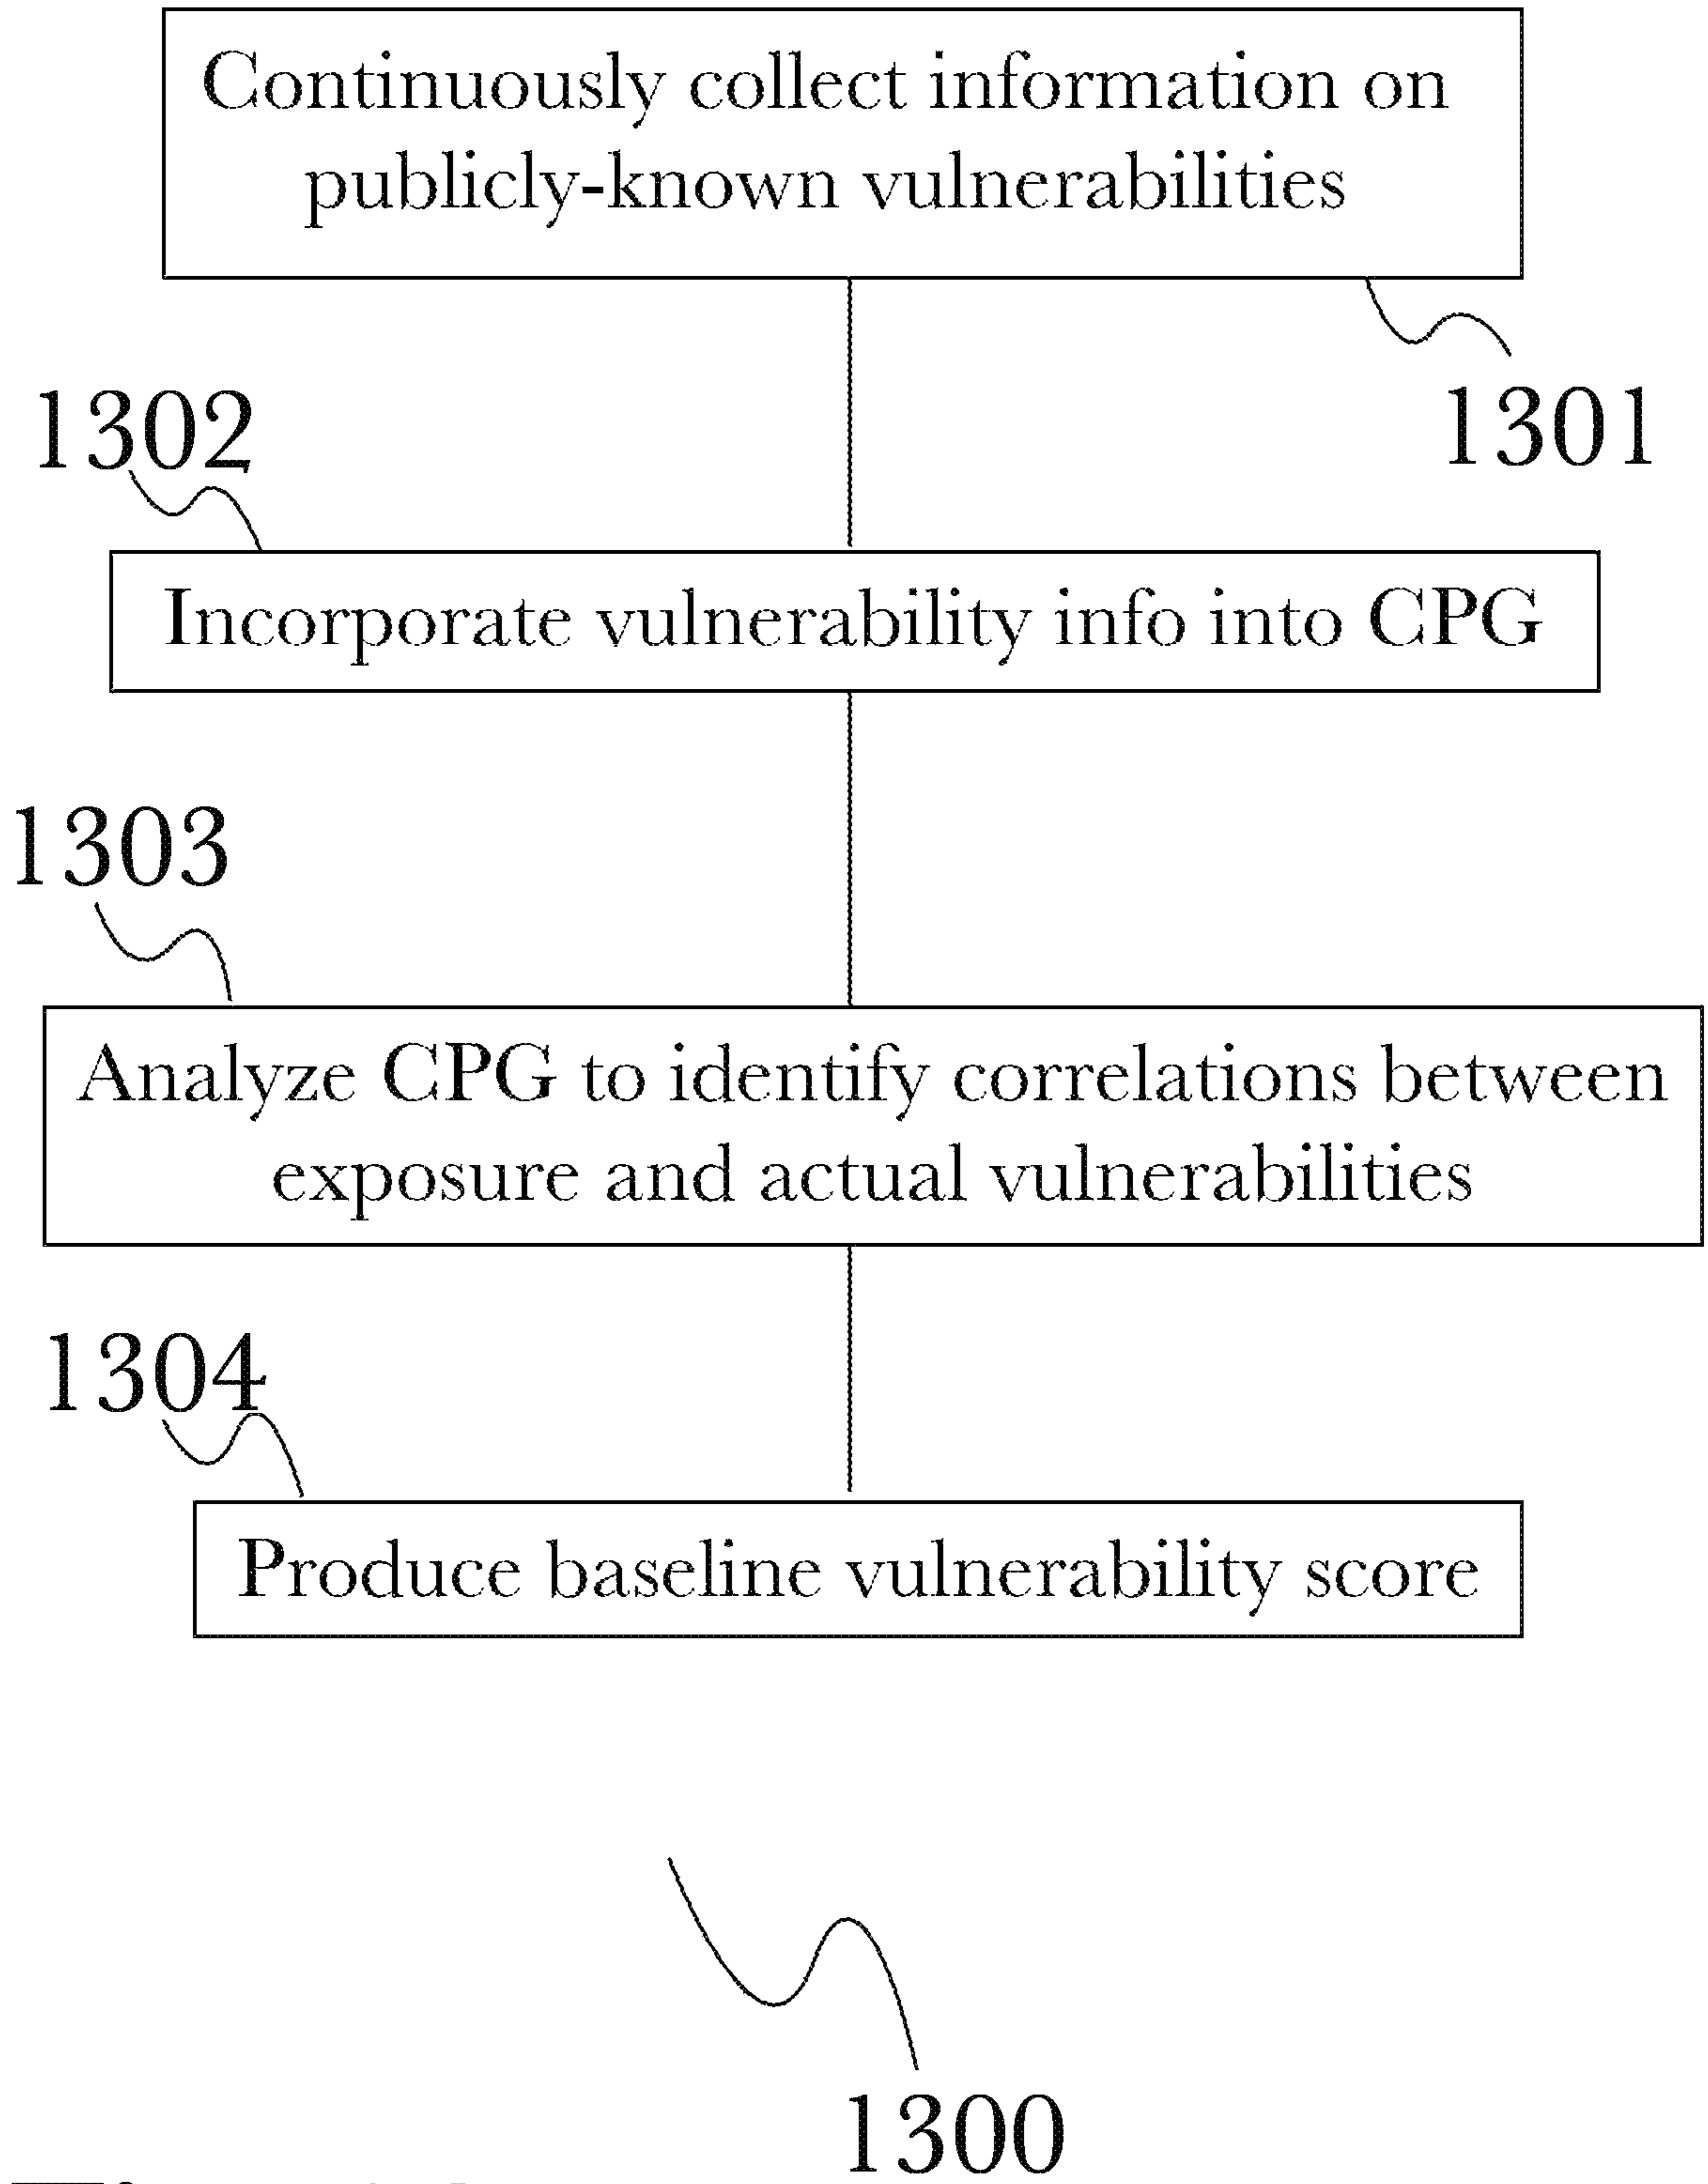 Continuously collect information on
publicly-known vulnerabilities
1301
1302
Incorporate vulnerability info into CPG
1303
Analyze CPG to identify correlations between
exposure and actual vulnerabilities
1304
Produce baseline vulnerability score
1300